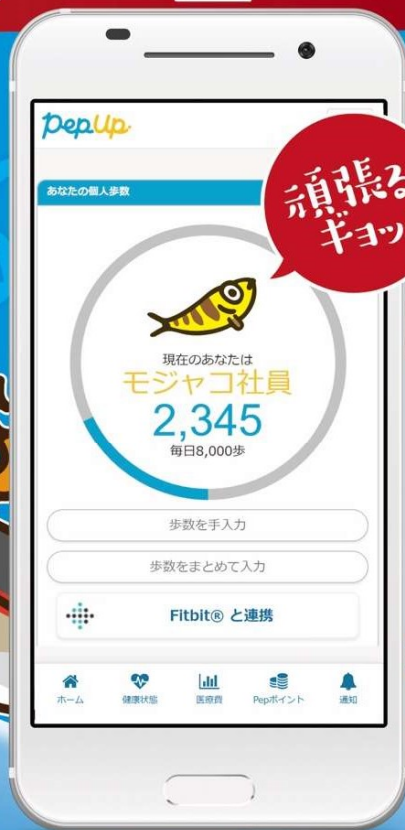 PepUp
あなたの個人歩数
頑張る
ギョッ
現在のあなたは
モジャコ社員
2,345
毎日8,000歩
歩数を手入力
歩数をまとめて入力
Fitbit® と連携
ホーム
健康状態
医療費
Pepポイント
通知